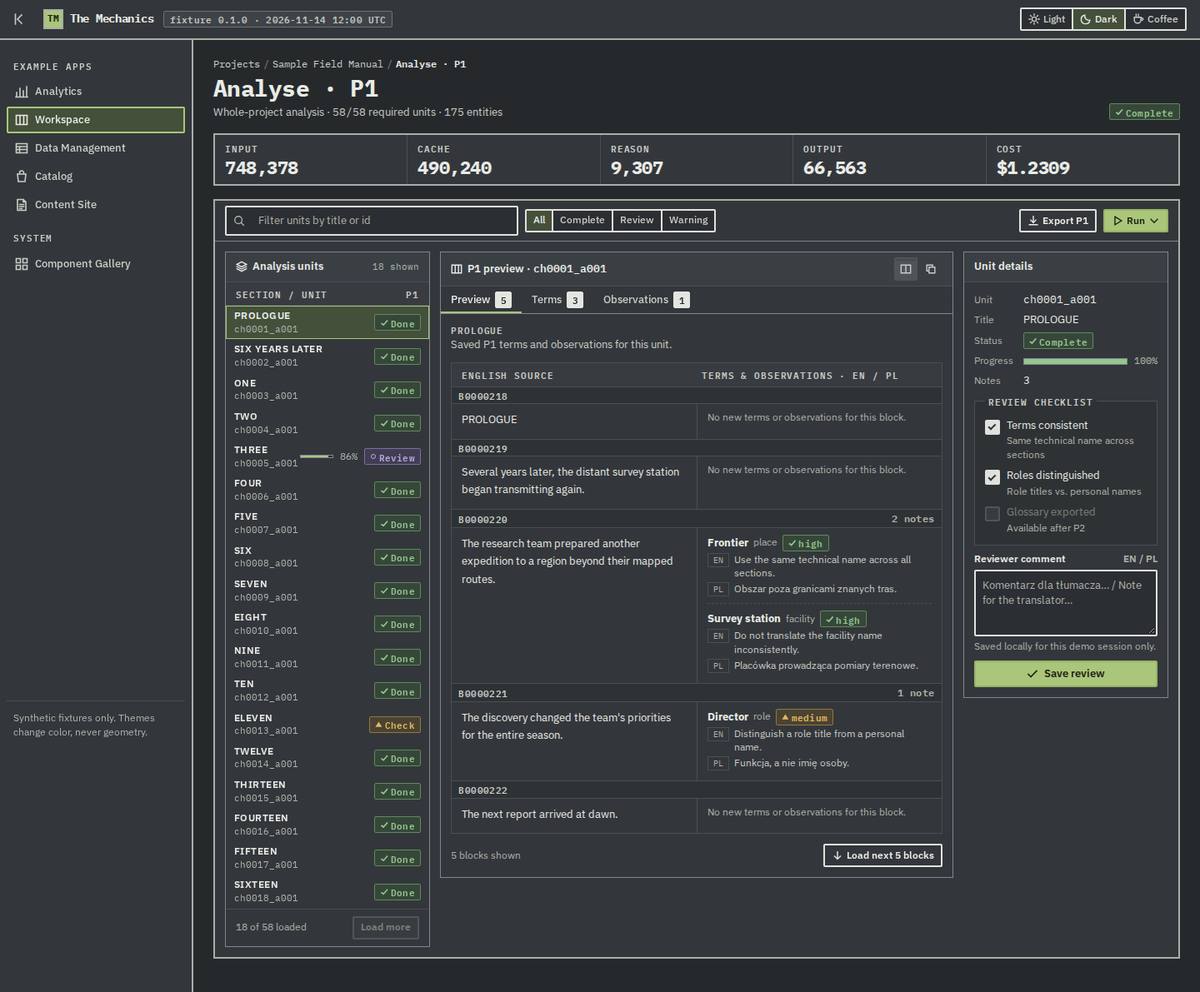 TM The Mechanics fixture 0.1.0 · 2026-11-14 12:00 UTC Light Dark Coffee
EXAMPLE APPS
Analytics
Workspace
Data Management
Catalog
Content Site
SYSTEM
Component Gallery
Synthetic fixtures only. Themes
change color, never geometry.
Projects / Sample Field Manual / Analyse · P1
Analyse · P1
Whole-project analysis · 58/58 required units · 175 entities
Complete
INPUT
748,378
CACHE
490,240
REASON
9,307
OUTPUT
66,563
COST
$1.2309
Filter units by title or id
All Complete Review Warning
Export P1 Run
Analysis units 18 shown
SECTION / UNIT P1
PROLOGUE
ch0001_a001
Done
SIX YEARS LATER
ch0002_a001
Done
ONE
ch0003_a001
Done
TWO
ch0004_a001
Done
THREE
ch0005_a001
86% Review
FOUR
ch0006_a001
Done
FIVE
ch0007_a001
Done
SIX
ch0008_a001
Done
SEVEN
ch0009_a001
Done
EIGHT
ch0010_a001
Done
NINE
ch0011_a001
Done
TEN
ch0012_a001
Done
ELEVEN
ch0013_a001
Check
TWELVE
ch0014_a001
Done
THIRTEEN
ch0015_a001
Done
FOURTEEN
ch0016_a001
Done
FIFTEEN
ch0017_a001
Done
SIXTEEN
ch0018_a001
Done
18 of 58 loaded Load more
P1 preview · ch0001_a001
Preview 5 Terms 3 Observations 1
PROLOGUE
Saved P1 terms and observations for this unit.
ENGLISH SOURCE TERMS & OBSERVATIONS · EN / PL
B0000218
PROLOGUE
No new terms or observations for this block.
B0000219
Several years later, the distant survey station
began transmitting again.
No new terms or observations for this block.
B0000220 2 notes
The research team prepared another
expedition to a region beyond their mapped
routes.
Frontier place high
EN Use the same technical name across all
sections.
PL Obszar poza granicami znanych tras.
Survey station facility high
EN Do not translate the facility name
inconsistently.
PL Placówka prowadząca pomiary terenowe.
B0000221 1 note
The discovery changed the team's priorities
for the entire season.
Director role medium
EN Distinguish a role title from a personal
name.
PL Funkcja, a nie imię osoby.
B0000222
The next report arrived at dawn.
No new terms or observations for this block.
5 blocks shown Load next 5 blocks
Unit details
Unit ch0001_a001
Title PROLOGUE
Status Complete
Progress 100%
Notes 3
REVIEW CHECKLIST
Terms consistent
Same technical name across
sections
Roles distinguished
Role titles vs. personal names
Glossary exported
Available after P2
Reviewer comment EN / PL
Komentarz dla tłumacza… / Note
for the translator…
Saved locally for this demo session only.
Save review